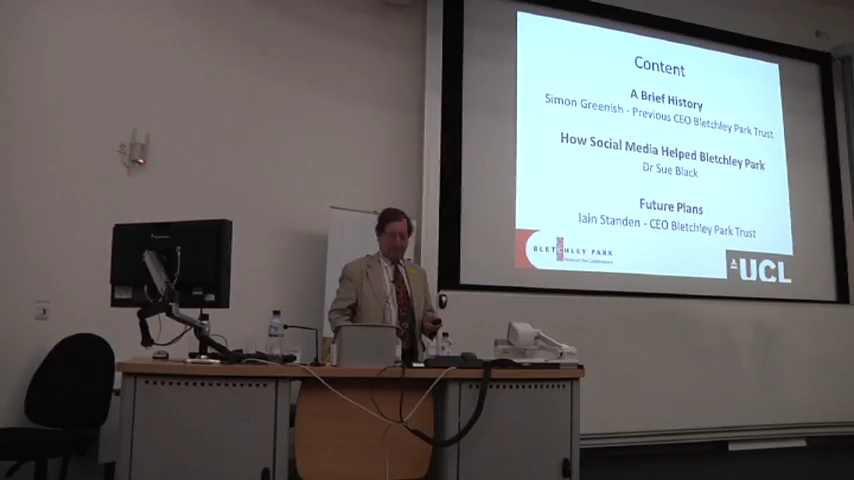 Content
A Brief History
Simon Greenish - Previous CEO Bletchley Park Trust
How Social Media Helped Bletchley Park
Dr Sue Black
Future Plans
Iain Standen - CEO Bletchley Park Trust
BLETCHLEY PARK
UCL